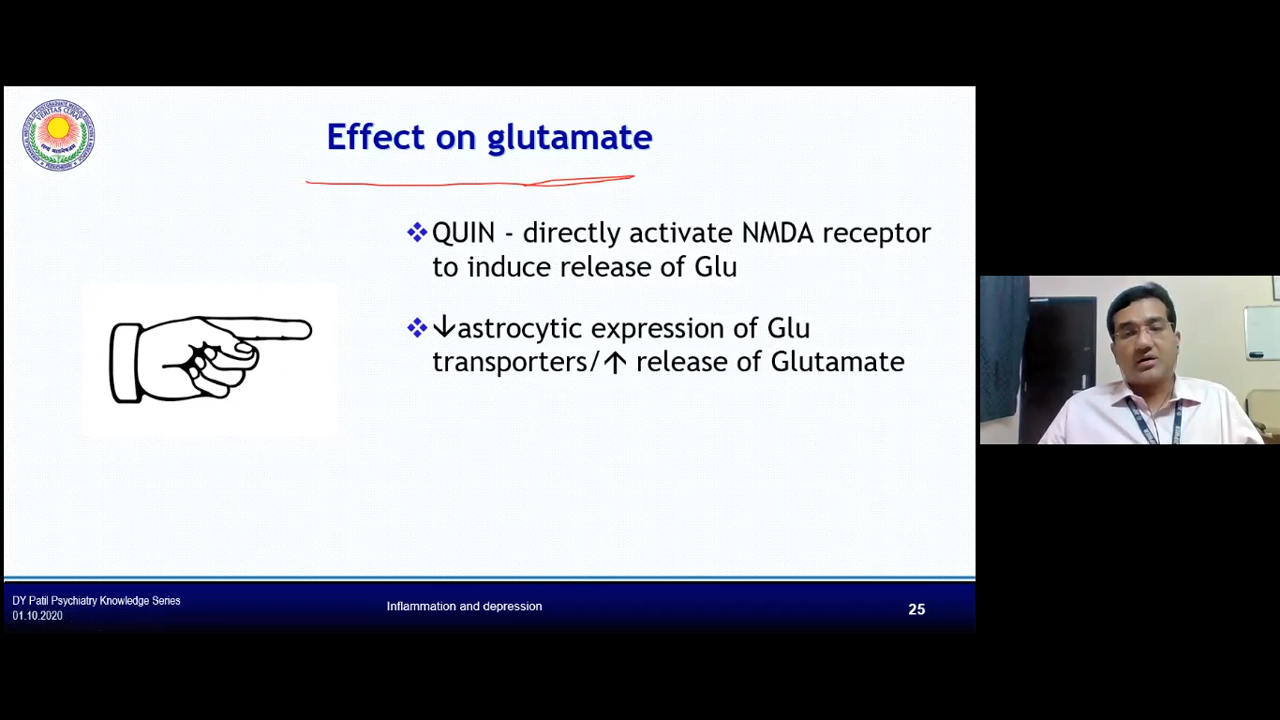 Effect on glutamate
❖QUIN - directly activate NMDA receptor
to induce release of Glu
❖↓astrocytic expression of Glu
transporters/↑ release of Glutamate
DY Patil Psychiatry Knowledge Series
01.10.2020
Inflammation and depression
25